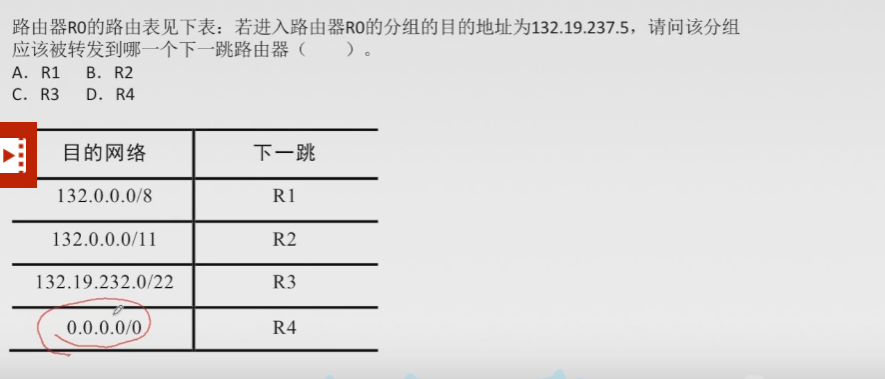 路由器R0的路由表见下表：若进入路由器R0的分组的目的地址为132.19.237.5，请问该分组
应该被转发到哪一个下一跳路由器（　　）。
A. R1　B. R2
C. R3　D. R4
目的网络　下一跳
132.0.0.0/8　R1
132.0.0.0/11　R2
132.19.232.0/22　R3
0.0.0.0/0　R4